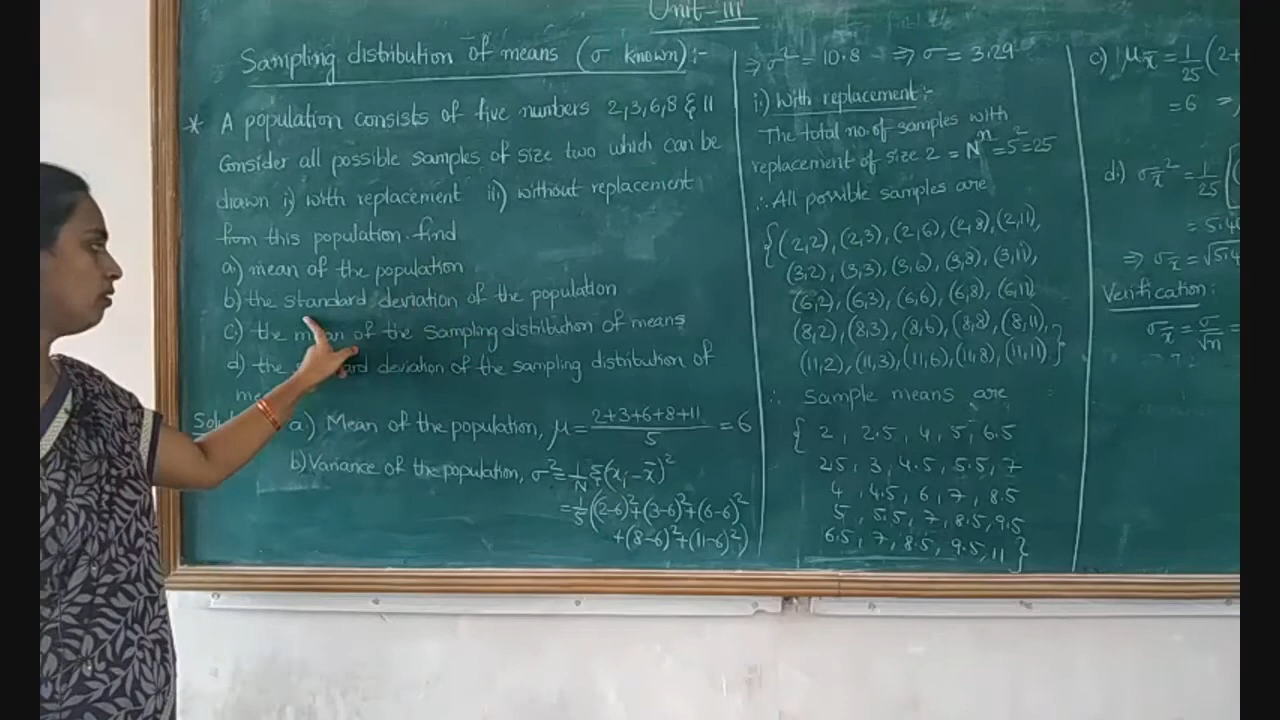 Unit-III
Sampling distribution of means (σ known):-
* A population consists of five numbers 2,3,6,8 & 11
Consider all possible samples of size two which can be
drawn i) with replacement ii) without replacement
from this population. find
a) mean of the population
b) the standard deviation of the population
c) the mean of the sampling distribution of means
d) the deviation of the sampling distribution of
a) Mean of the population, μ = (2+3+6+8+11)/5 = 6
b) Variance of the population, σ² = 1/N Σ(xᵢ-x̄)²
= 1/5 ((2-6)²+(3-6)²+(6-6)²
+(8-6)²+(11-6)²)
⇒ σ² = 10.8 ⇒ σ = 3.29
i) With replacement:-
The total no. of samples with
replacement of size 2 = Nⁿ = 5² = 25
∴ All possible samples are
{(2,2), (2,3), (2,6), (2,8), (2,11),
(3,2), (3,3), (3,6), (3,8), (3,11),
(6,2), (6,3), (6,6), (6,8), (6,11)
(8,2), (8,3), (8,6), (8,8), (8,11),
(11,2), (11,3), (11,6), (11,8), (11,11)}
∴ Sample means are
{2, 2.5, 4, 5, 6.5
2.5, 3, 4.5, 5.5, 7
4, 4.5, 6, 7, 8.5
5, 5.5, 7, 8.5, 9.5
6.5, 7, 8.5, 9.5, 11}
c) μx̄ = 1/25 (2+
= 6 ⇒
d) σx̄² = 1/25 [(
= 5.4
⇒ σx̄ = √5.4
Verification:
σx̄ = σ/√n =